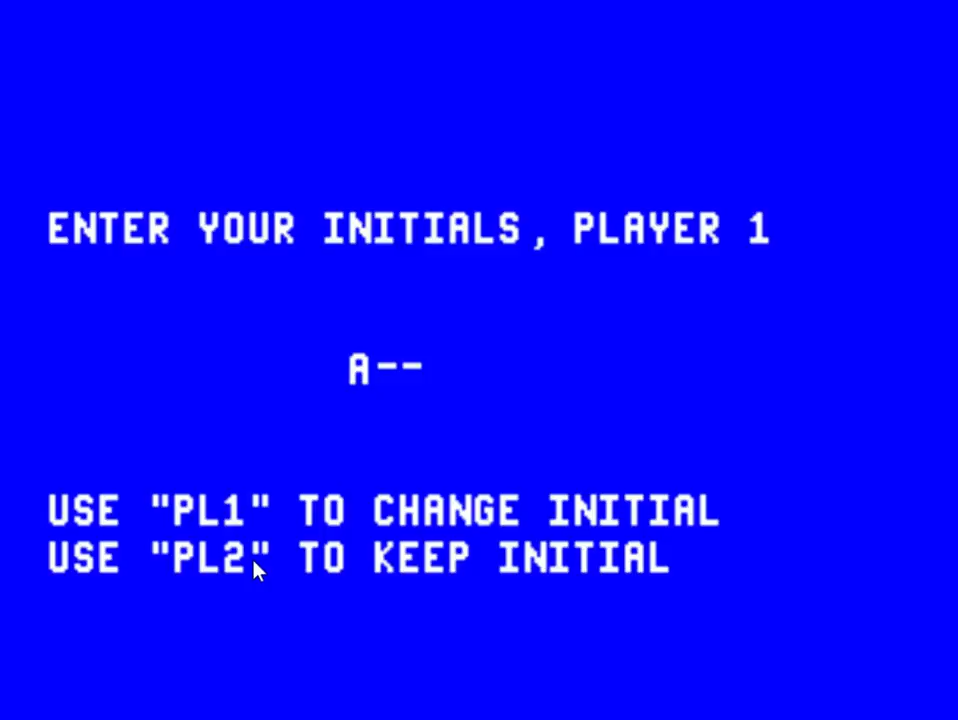 ENTER YOUR INITIALS, PLAYER 1
A--
USE "PL1" TO CHANGE INITIAL
USE "PL2" TO KEEP INITIAL